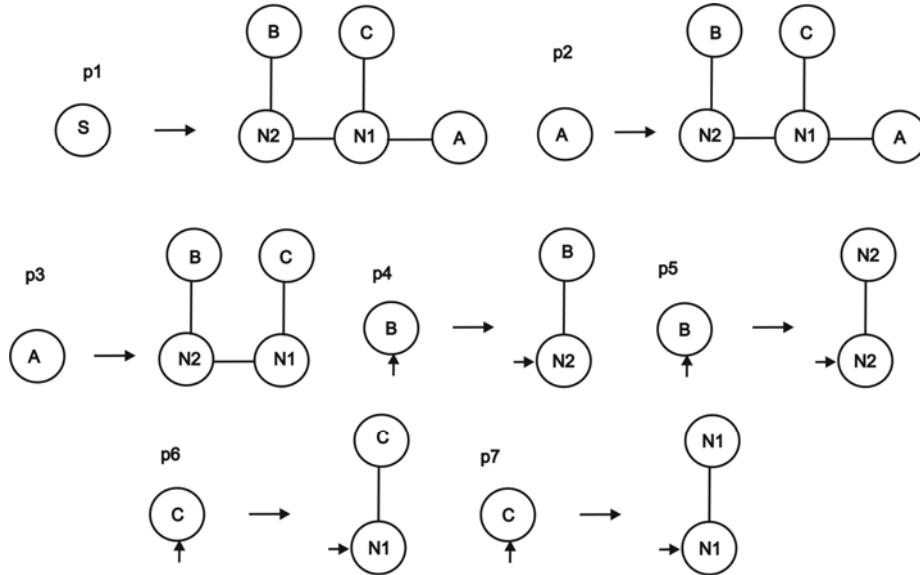 B C B C
p1 p2
S N2 N1 A A N2 N1 A
B C B
p3 p4 p5 N2
B B
A N2 N1 N2 N2
p6 C p7 N1
C C
N1 N1